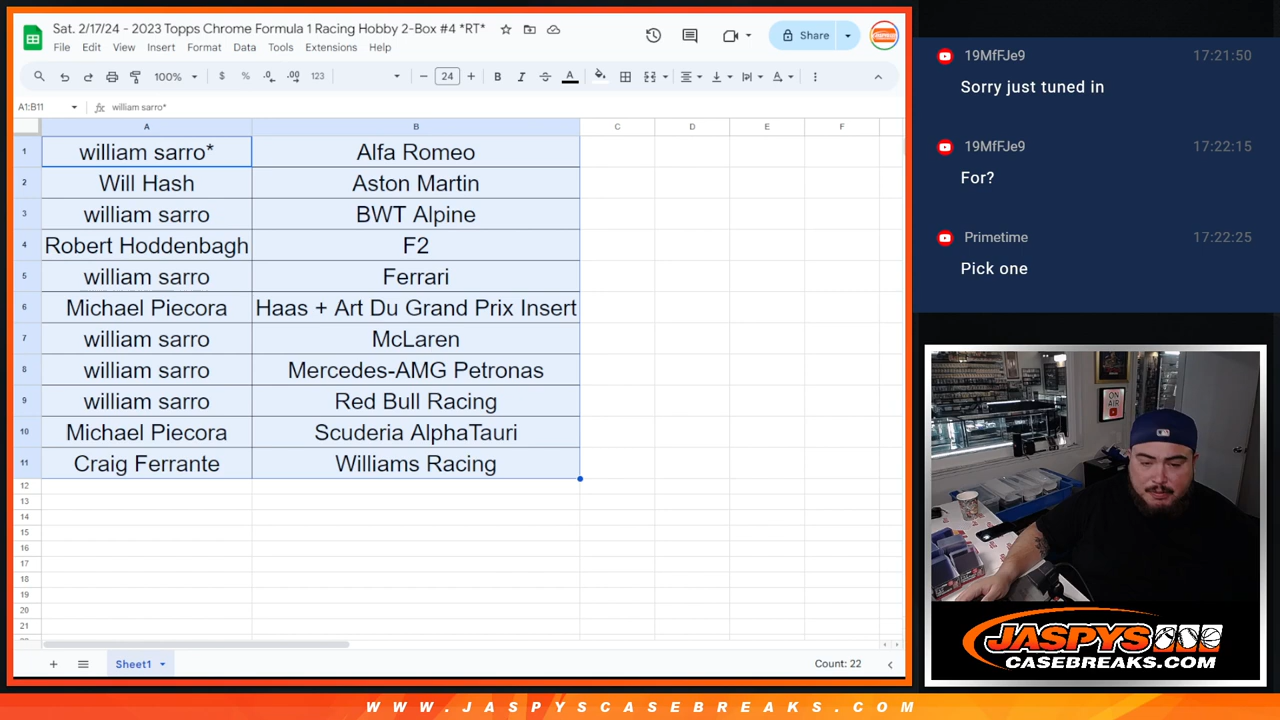 Sat. 2/17/24 - 2023 Topps Chrome Formula 1 Racing Hobby 2-Box #4 *RT*
File Edit View Insert Format Data Tools Extensions Help
Share
100% $ % .0 .00 123 − 24 + B I S A
A1:B11 fx william sarro*
A B C D E F
1 william sarro* Alfa Romeo
2 Will Hash Aston Martin
3 william sarro BWT Alpine
4 Robert Hoddenbagh F2
5 william sarro Ferrari
6 Michael Piecora Haas + Art Du Grand Prix Insert
7 william sarro McLaren
8 william sarro Mercedes-AMG Petronas
9 william sarro Red Bull Racing
10 Michael Piecora Scuderia AlphaTauri
11 Craig Ferrante Williams Racing
12
13
14
15
16
17
18
19
20
21
+ Sheet1 Count: 22
19MfFJe9 17:21:50
Sorry just tuned in
19MfFJe9 17:22:15
For?
Primetime 17:22:25
Pick one
ON
AIR
JASPYS
CASEBREAKS.COM
WWW.JASPYSCASEBREAKS.COM